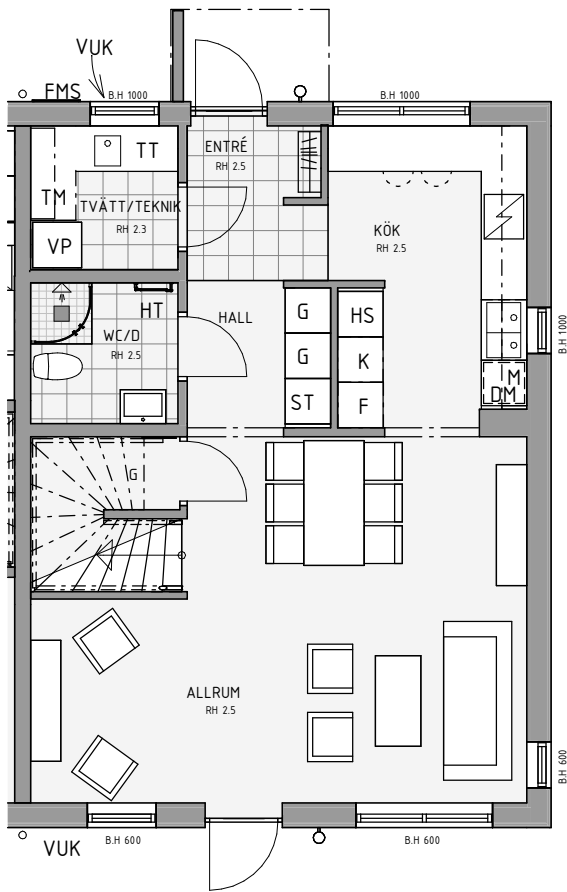 VUK
FMS
B.H 1000
B.H 1000
ENTRÉ
RH 2.5
TT
TM
TVÄTT/TEKNIK
RH 2.3
VP
KÖK
RH 2.5
HT
WC/D
RH 2.5
HALL
G
HS
G
K
ST
F
M
DM
B.H 1000
G
ALLRUM
RH 2.5
B.H 600
VUK
B.H 600
B.H 600